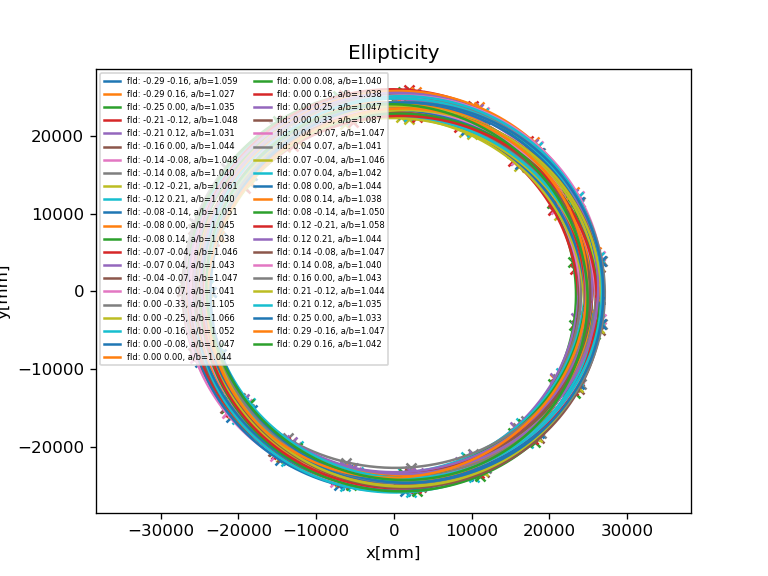 Ellipticity
fld: -0.29 -0.16, a/b=1.059
fld: -0.29 0.16, a/b=1.027
fld: -0.25 0.00, a/b=1.035
fld: -0.21 -0.12, a/b=1.048
fld: -0.21 0.12, a/b=1.031
fld: -0.16 0.00, a/b=1.044
fld: -0.14 -0.08, a/b=1.048
fld: -0.14 0.08, a/b=1.040
fld: -0.12 -0.21, a/b=1.061
fld: -0.12 0.21, a/b=1.040
fld: -0.08 -0.14, a/b=1.051
fld: -0.08 0.00, a/b=1.045
fld: -0.08 0.14, a/b=1.038
fld: -0.07 -0.04, a/b=1.046
fld: -0.07 0.04, a/b=1.043
fld: -0.04 -0.07, a/b=1.047
fld: -0.04 0.07, a/b=1.041
fld: 0.00 -0.33, a/b=1.105
fld: 0.00 -0.25, a/b=1.066
fld: 0.00 -0.16, a/b=1.052
fld: 0.00 -0.08, a/b=1.047
fld: 0.00 0.00, a/b=1.044
fld: 0.00 0.08, a/b=1.040
fld: 0.00 0.16, a/b=1.038
fld: 0.00 0.25, a/b=1.047
fld: 0.00 0.33, a/b=1.087
fld: 0.04 -0.07, a/b=1.047
fld: 0.04 0.07, a/b=1.041
fld: 0.07 -0.04, a/b=1.046
fld: 0.07 0.04, a/b=1.042
fld: 0.08 0.00, a/b=1.044
fld: 0.08 0.14, a/b=1.038
fld: 0.08 -0.14, a/b=1.050
fld: 0.12 -0.21, a/b=1.058
fld: 0.12 0.21, a/b=1.044
fld: 0.14 -0.08, a/b=1.047
fld: 0.14 0.08, a/b=1.040
fld: 0.16 0.00, a/b=1.043
fld: 0.21 -0.12, a/b=1.044
fld: 0.21 0.12, a/b=1.035
fld: 0.25 0.00, a/b=1.033
fld: 0.29 -0.16, a/b=1.047
fld: 0.29 0.16, a/b=1.042
20000
10000
0
−10000
−20000
y[mm]
−30000 −20000 −10000 0 10000 20000 30000
x[mm]